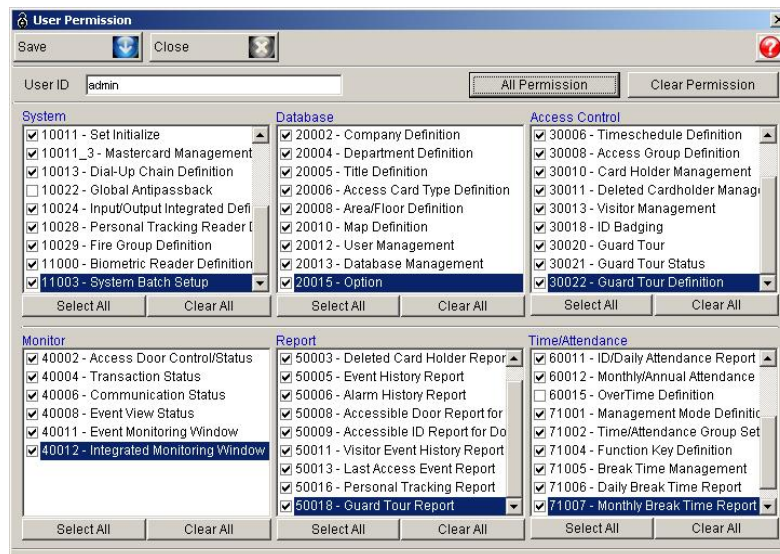 User Permission
Save
Close
User ID
admin
All Permission
Clear Permission
System
10011 - Set Initialize
10011_3 - Mastercard Management
10013 - Dial-Up Chain Definition
10022 - Global Antipassback
10024 - Input/Output Integrated Defi
10028 - Personal Tracking Reader D
10029 - Fire Group Definition
11000 - Biometric Reader Definition
11003 - System Batch Setup
Select All
Clear All
Database
20002 - Company Definition
20004 - Department Definition
20005 - Title Definition
20006 - Access Card Type Definition
20008 - Area/Floor Definition
20010 - Map Definition
20012 - User Management
20013 - Database Management
20015 - Option
Select All
Clear All
Access Control
30006 - Timeschedule Definition
30008 - Access Group Definition
30010 - Card Holder Management
30011 - Deleted Cardholder Manag
30013 - Visitor Management
30018 - ID Badging
30020 - Guard Tour
30021 - Guard Tour Status
30022 - Guard Tour Definition
Select All
Clear All
Monitor
40002 - Access Door Control/Status
40004 - Transaction Status
40006 - Communication Status
40008 - Event View Status
40011 - Event Monitoring Window
40012 - Integrated Monitoring Window
Select All
Clear All
Report
50003 - Deleted Card Holder Repor
50005 - Event History Report
50006 - Alarm History Report
50008 - Accessible Door Report for
50009 - Accessible ID Report for Do
50011 - Visitor Event History Report
50013 - Last Access Event Report
50016 - Personal Tracking Report
50018 - Guard Tour Report
Select All
Clear All
Time/Attendance
60011 - ID/Daily Attendance Report
60012 - Monthly/Annual Attendance
60015 - OverTime Definition
71001 - Management Mode Definitic
71002 - Time/Attendance Group Set
71004 - Function Key Definition
71005 - Break Time Management
71006 - Daily Break Time Report
71007 - Monthly Break Time Report
Select All
Clear All